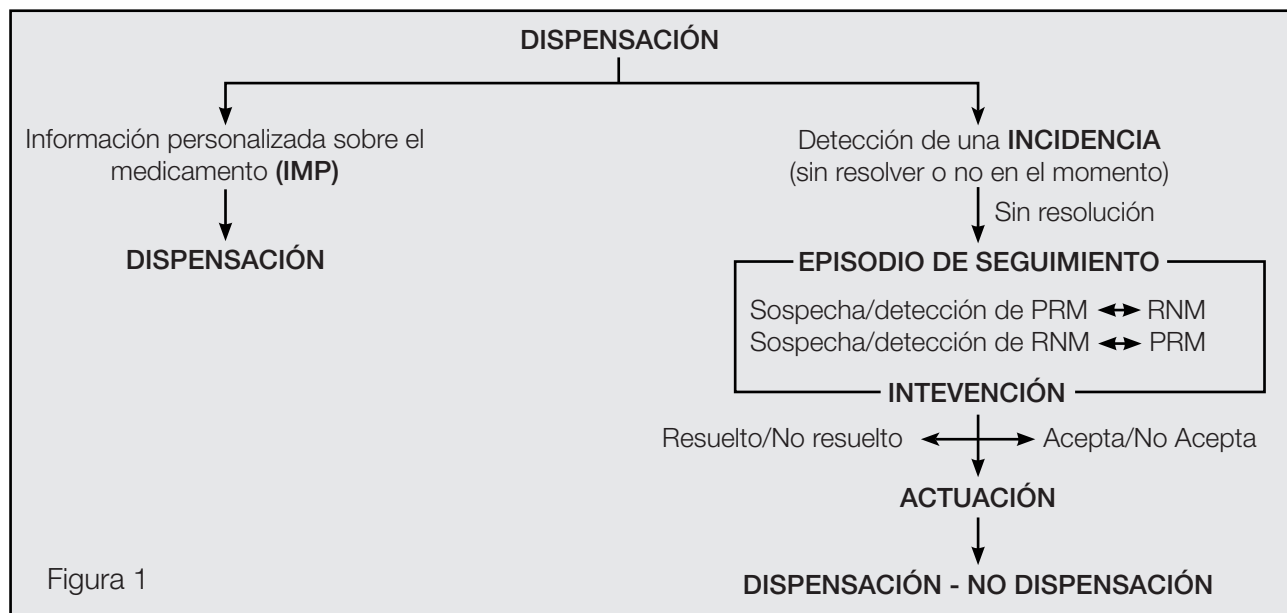 DISPENSACIÓN
Información personalizada sobre el
medicamento (IMP)
DISPENSACIÓN
Detección de una INCIDENCIA
(sin resolver o no en el momento)
Sin resolución
EPISODIO DE SEGUIMIENTO
Sospecha/detección de PRM RNM
Sospecha/detección de RNM PRM
INTEVENCIÓN
Resuelto/No resuelto Acepta/No Acepta
ACTUACIÓN
DISPENSACIÓN - NO DISPENSACIÓN
Figura 1